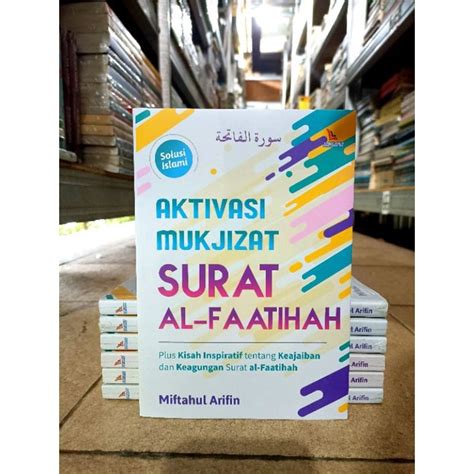 سورة الفاتحة
Solusi
islami
AKTIVASI
MUKJIZAT
SURAT
AL-FAATIHAH
Plus Kisah Inspiratif tentang Keajaiban
dan Keagungan Surat al-Faatihah
Miftahul Arifin